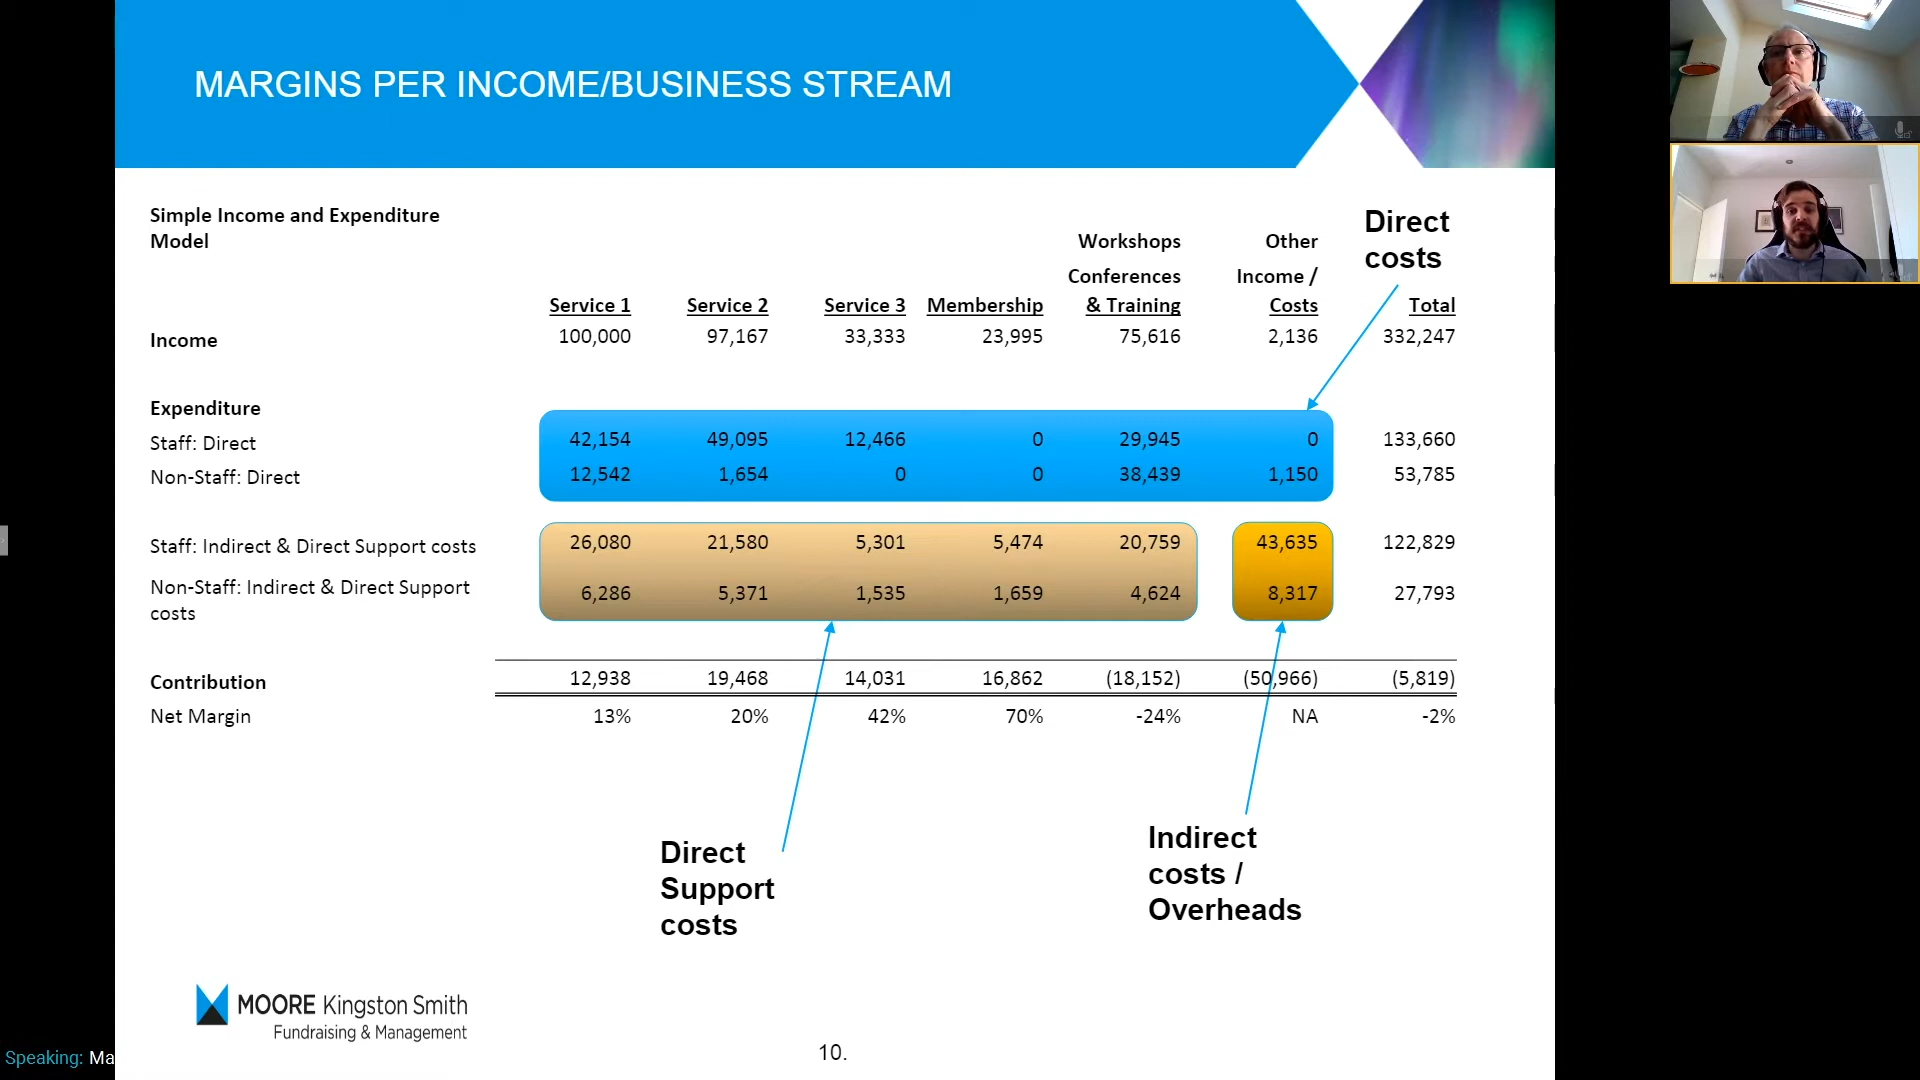 MARGINS PER INCOME/BUSINESS STREAM
Simple Income and Expenditure
Model
Workshops Other
Conferences Income /
Service 1 Service 2 Service 3 Membership & Training Costs Total
Income 100,000 97,167 33,333 23,995 75,616 2,136 332,247
Direct
costs
Expenditure
Staff: Direct 42,154 49,095 12,466 0 29,945 0 133,660
Non-Staff: Direct 12,542 1,654 0 0 38,439 1,150 53,785
Staff: Indirect & Direct Support costs 26,080 21,580 5,301 5,474 20,759 43,635 122,829
Non-Staff: Indirect & Direct Support
costs 6,286 5,371 1,535 1,659 4,624 8,317 27,793
Contribution 12,938 19,468 14,031 16,862 (18,152) (50,966) (5,819)
Net Margin 13% 20% 42% 70% -24% NA -2%
Direct
Support
costs
Indirect
costs /
Overheads
MOORE Kingston Smith
Fundraising & Management
10.
Speaking: Ma